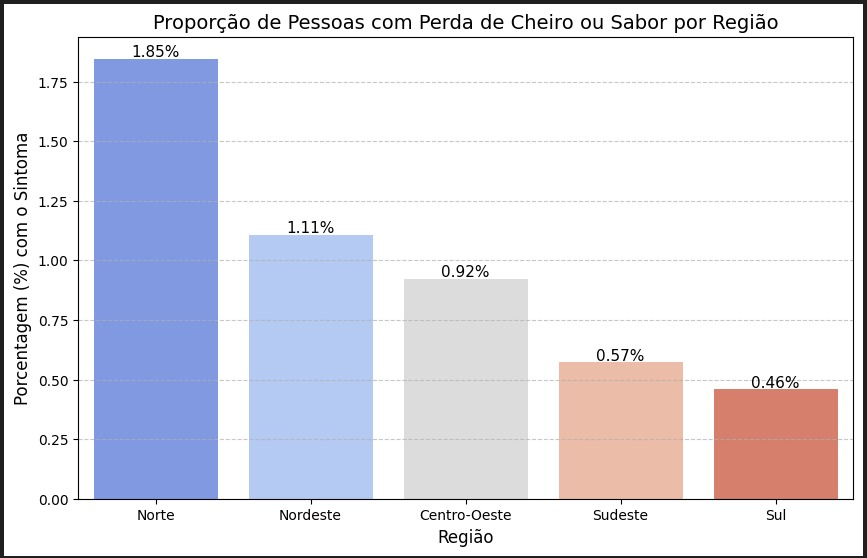 Proporção de Pessoas com Perda de Cheiro ou Sabor por Região
Porcentagem (%) com o Sintoma
1.75
1.50
1.25
1.00
0.75
0.50
0.25
0.00
1.85%
1.11%
0.92%
0.57%
0.46%
Norte
Nordeste
Centro-Oeste
Sudeste
Sul
Região